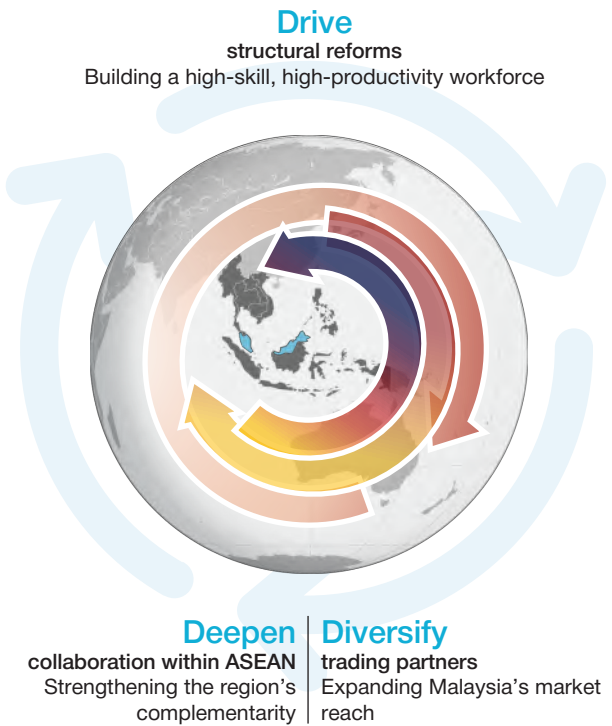 Drive
structural reforms
Building a high-skill, high-productivity workforce
Deepen
collaboration within ASEAN
Strengthening the region’s
complementarity
Diversify
trading partners
Expanding Malaysia’s market
reach